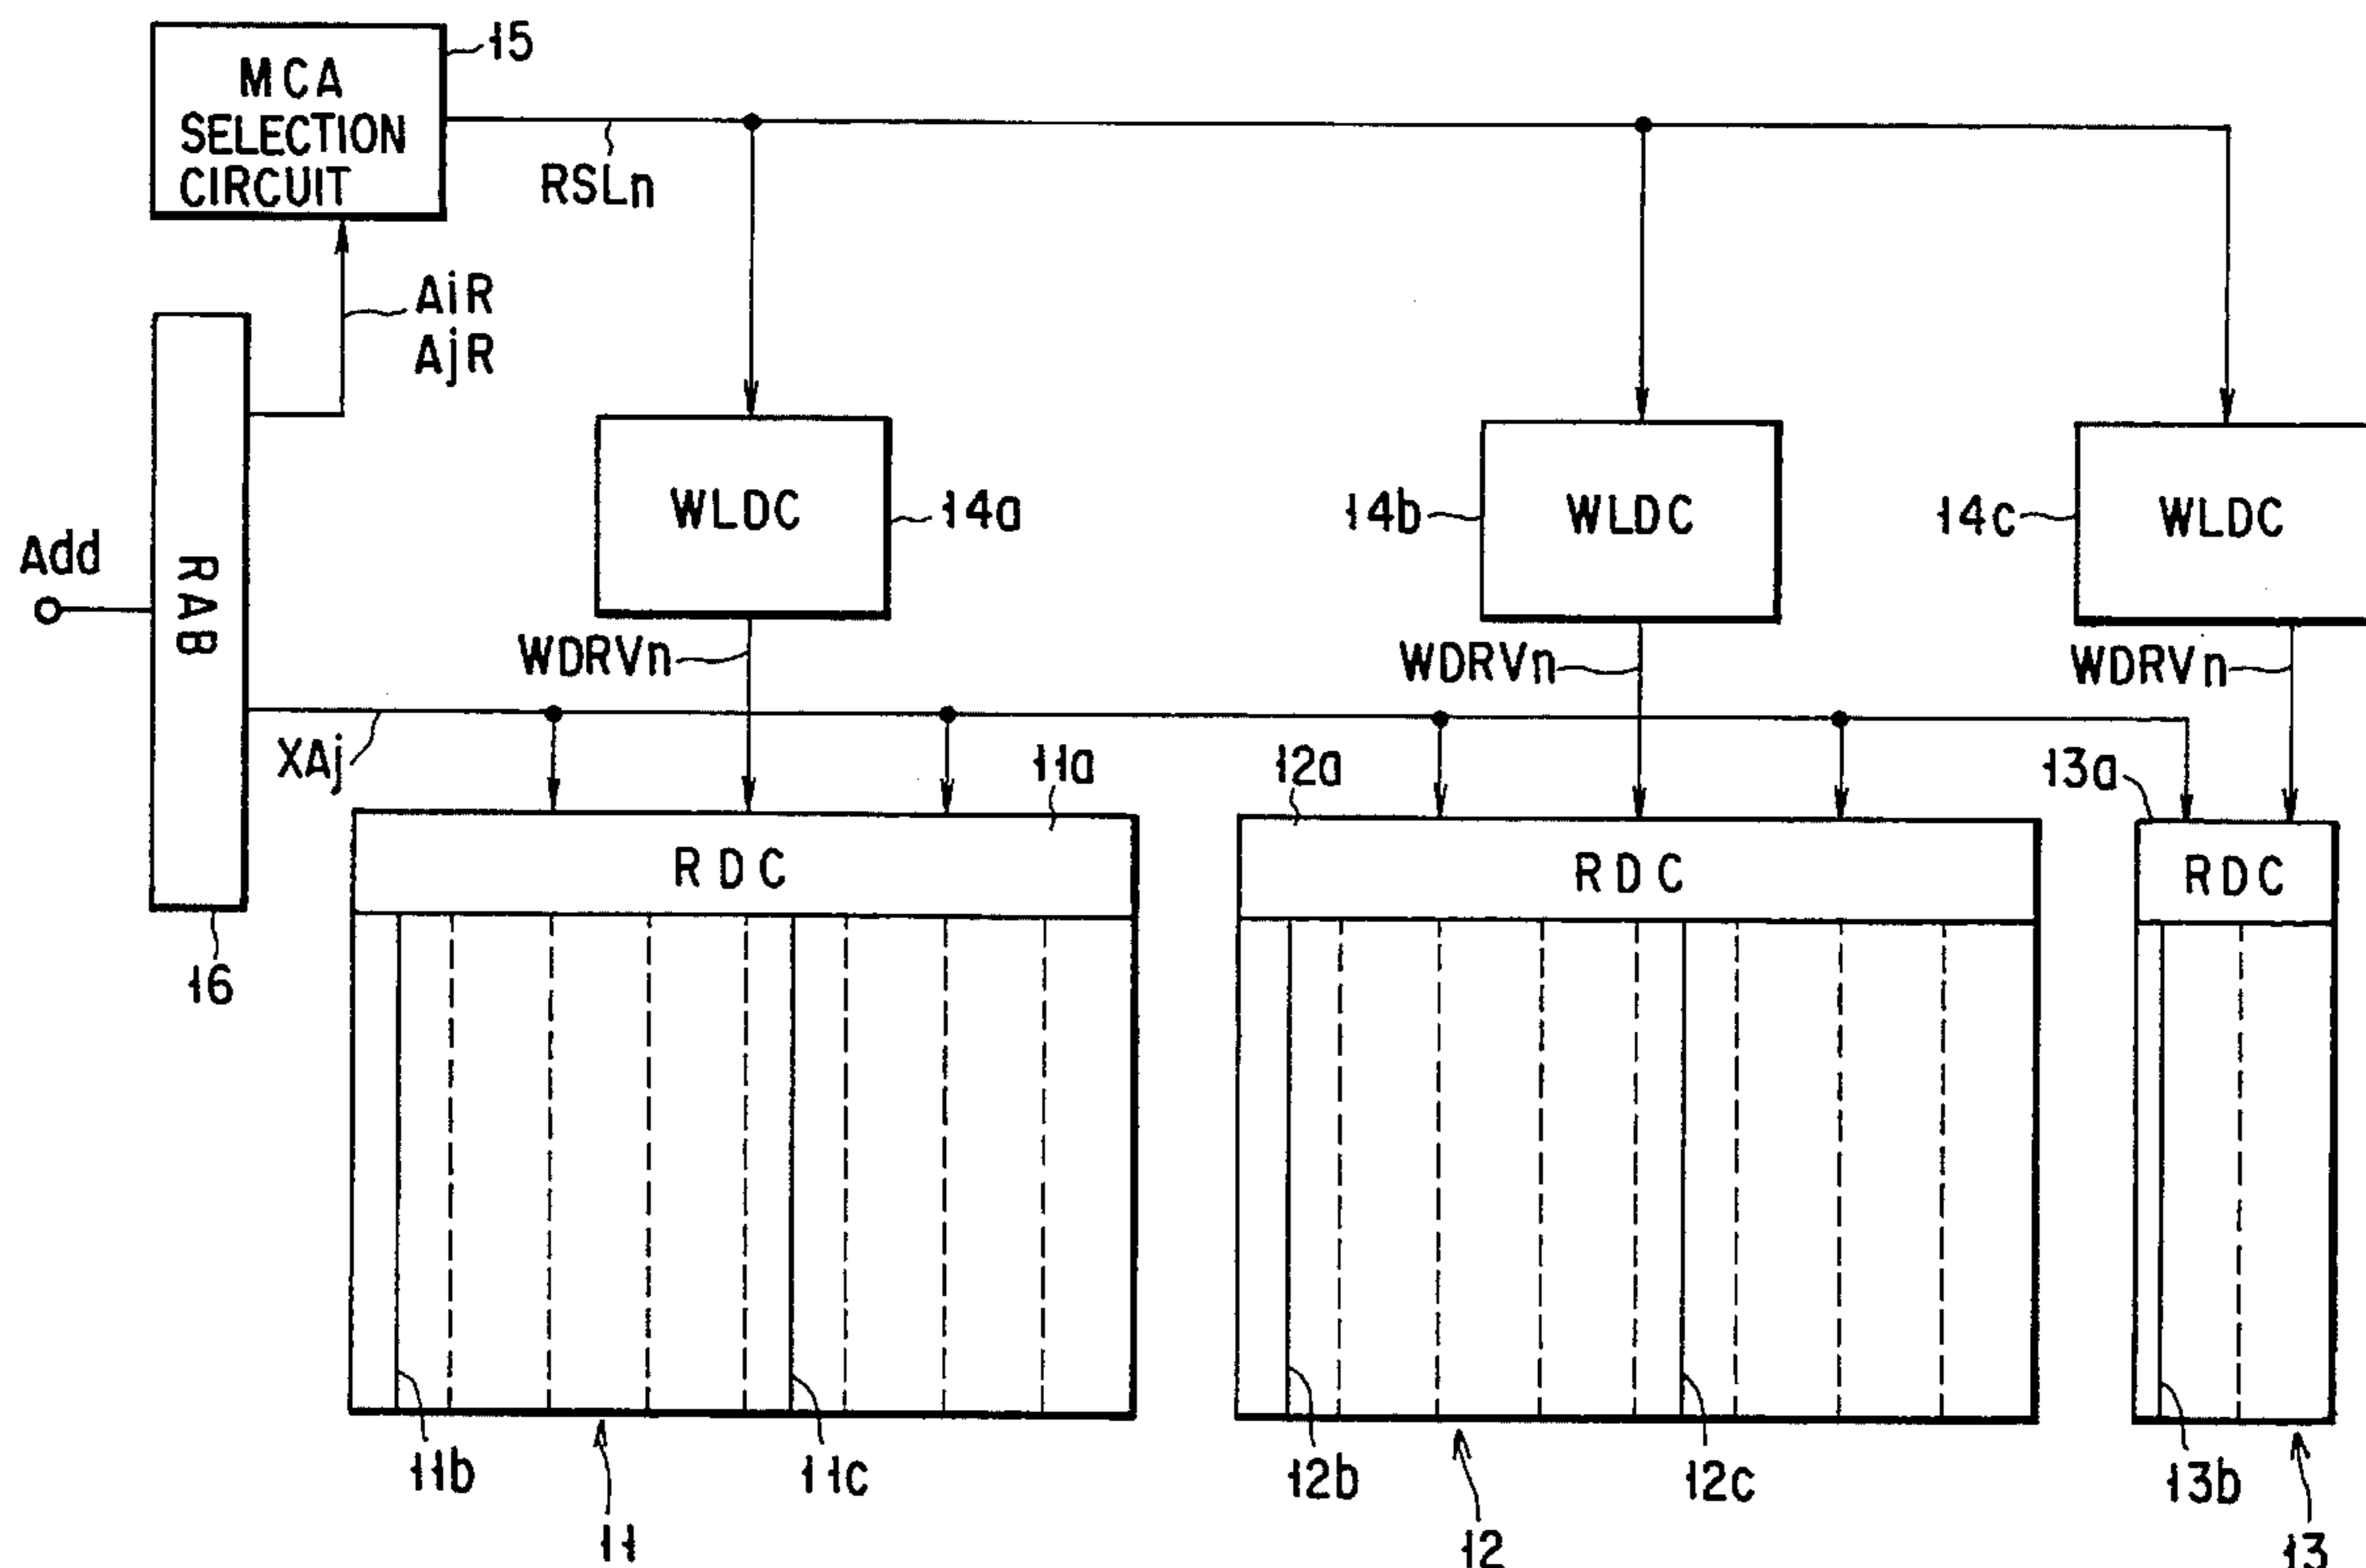 15
MCA
SELECTION
CIRCUIT
RSLn
AiR
AjR
Add
RAB
WLDC
14a
14b
WLDC
14c
WLDC
WDRVn
WDRVn
WDRVn
XAj
11a
12a
13a
RDC
RDC
RDC
16
11b
11c
12b
12c
13b
11
12
13